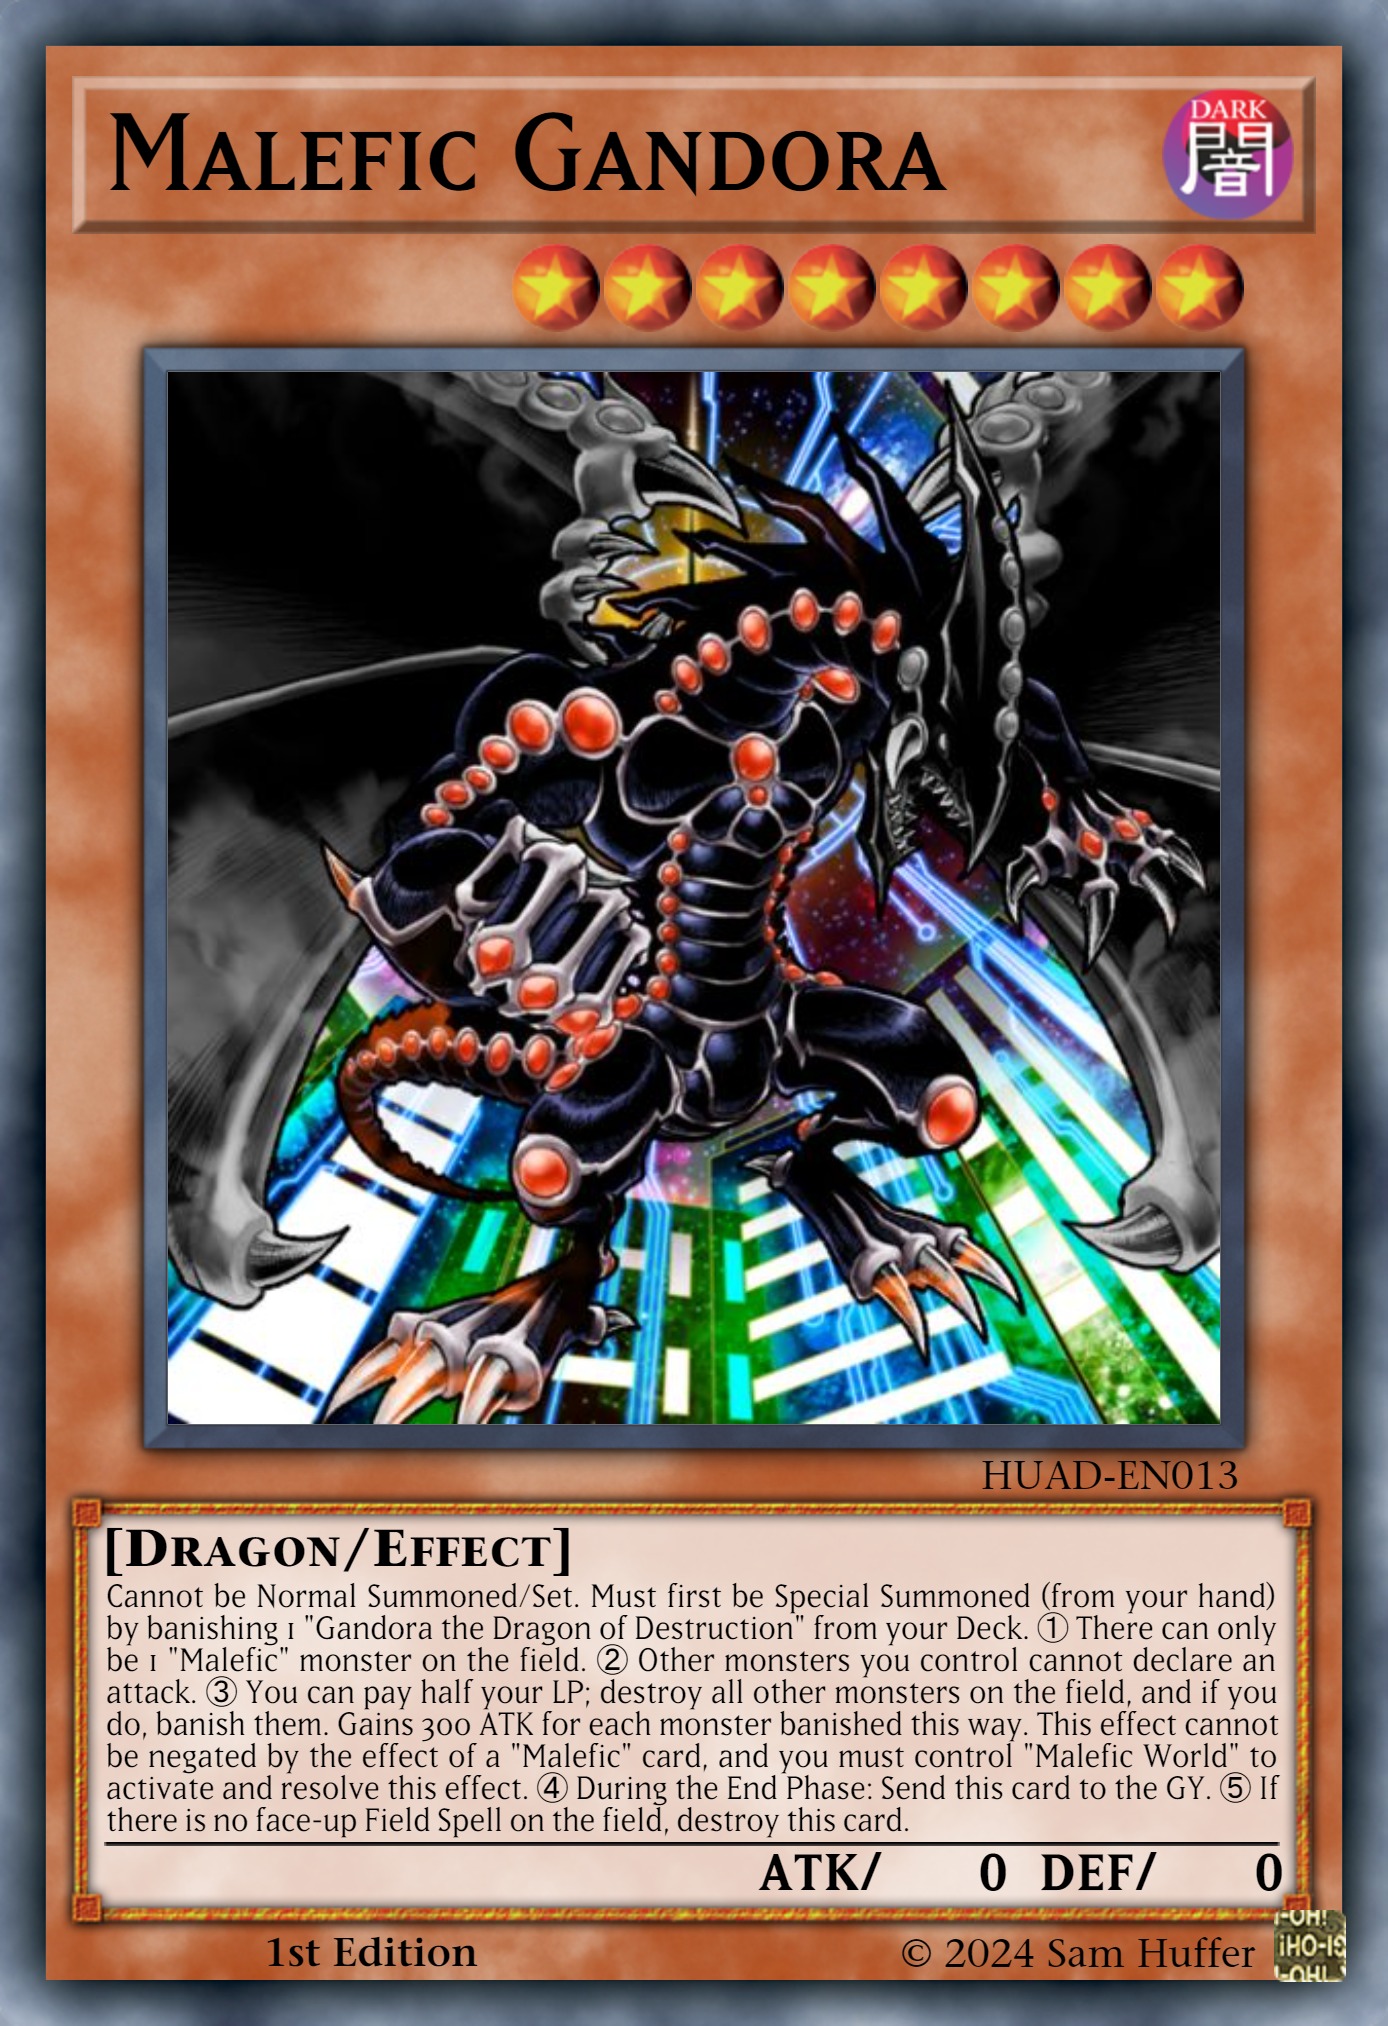 Malefic Gandora
DARK
闇
HUAD-EN013
[Dragon/Effect]
Cannot be Normal Summoned/Set. Must first be Special Summoned (from your hand)
by banishing 1 "Gandora the Dragon of Destruction" from your Deck. ① There can only
be 1 "Malefic" monster on the field. ② Other monsters you control cannot declare an
attack. ③ You can pay half your LP; destroy all other monsters on the field, and if you
do, banish them. Gains 300 ATK for each monster banished this way. This effect cannot
be negated by the effect of a "Malefic" card, and you must control "Malefic World" to
activate and resolve this effect. ④ During the End Phase: Send this card to the GY. ⑤ If
there is no face-up Field Spell on the field, destroy this card.
ATK/ 0 DEF/ 0
1st Edition
© 2024 Sam Huffer